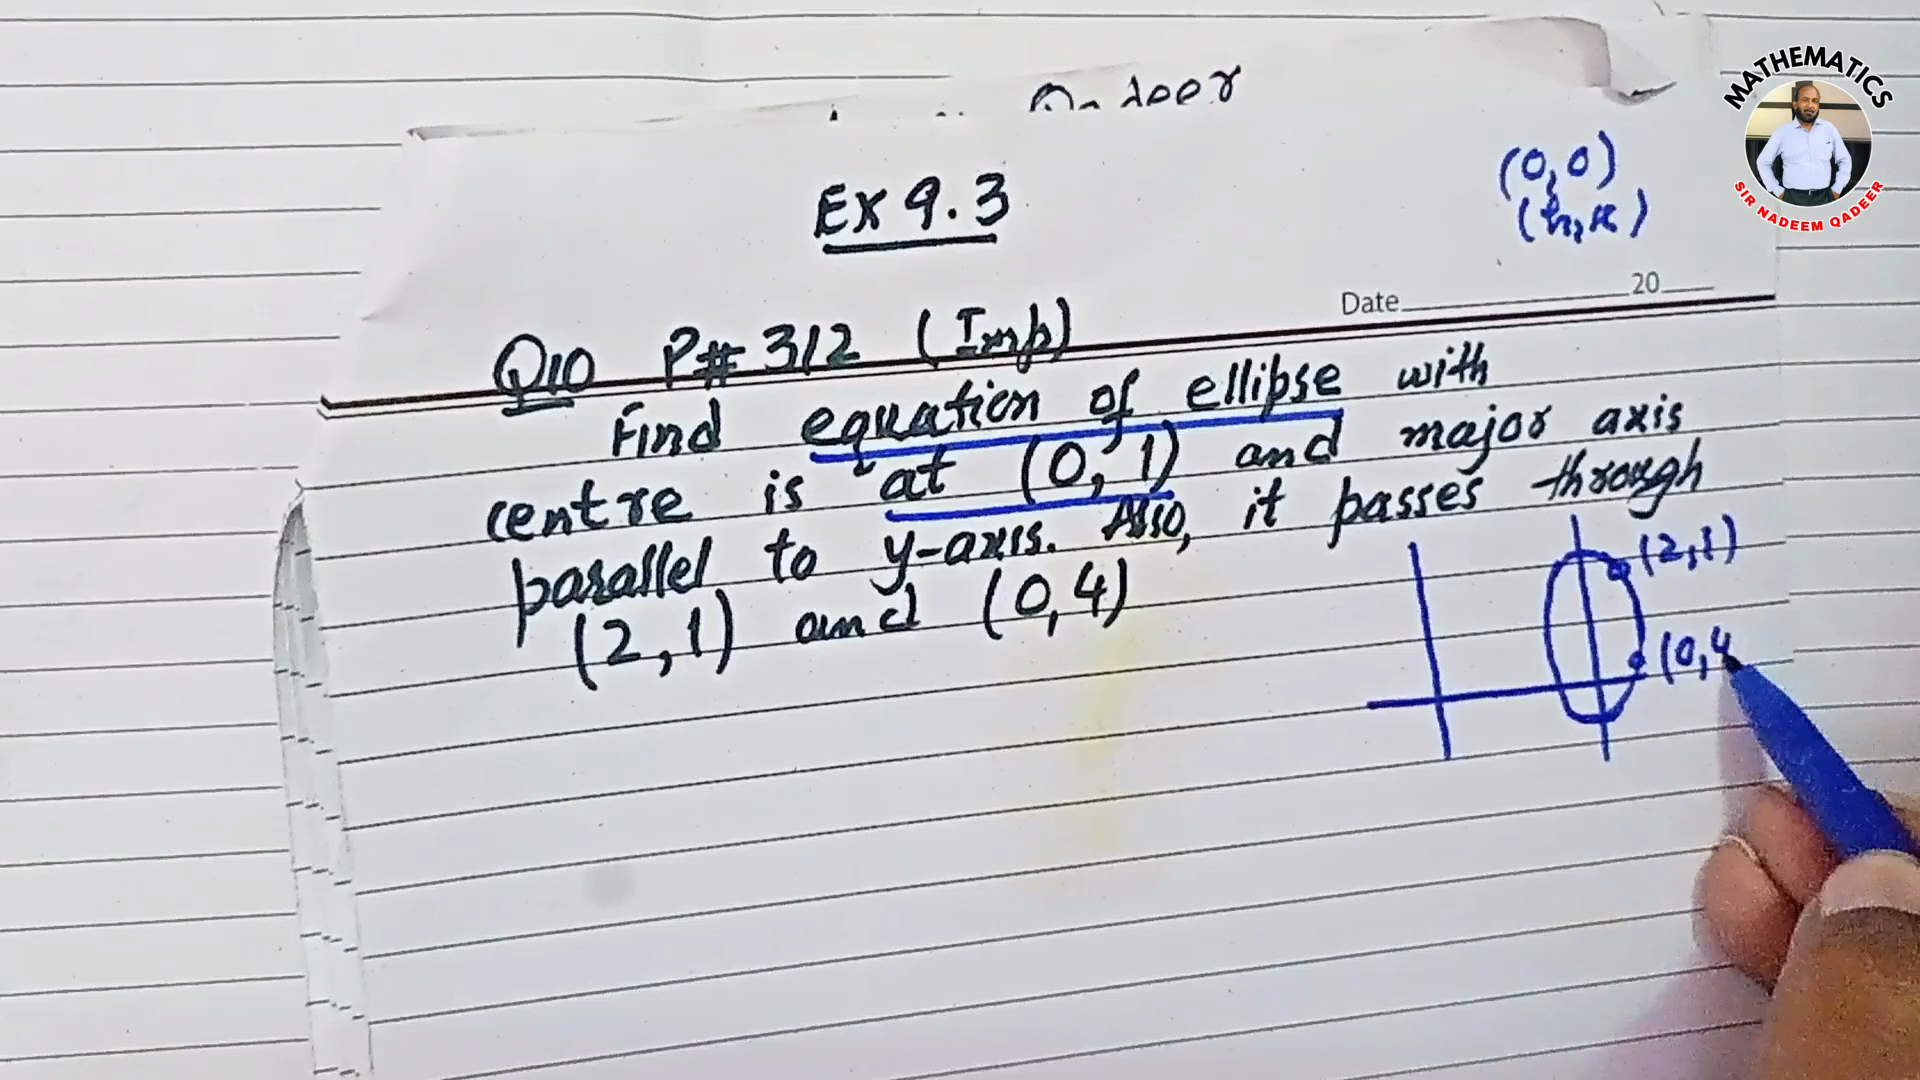 Qadeer
Ex 9.3
(0,0)
(h,k)
Date 20
Q10 P# 312 (Imp)
Find equation of ellipse with
centre is at (0,1) and major axis
parallel to y-axis. Also, it passes through
(2,1) and (0,4)
(2,1)
(0,4
MATHEMATICS
SIR NADEEM QADEER